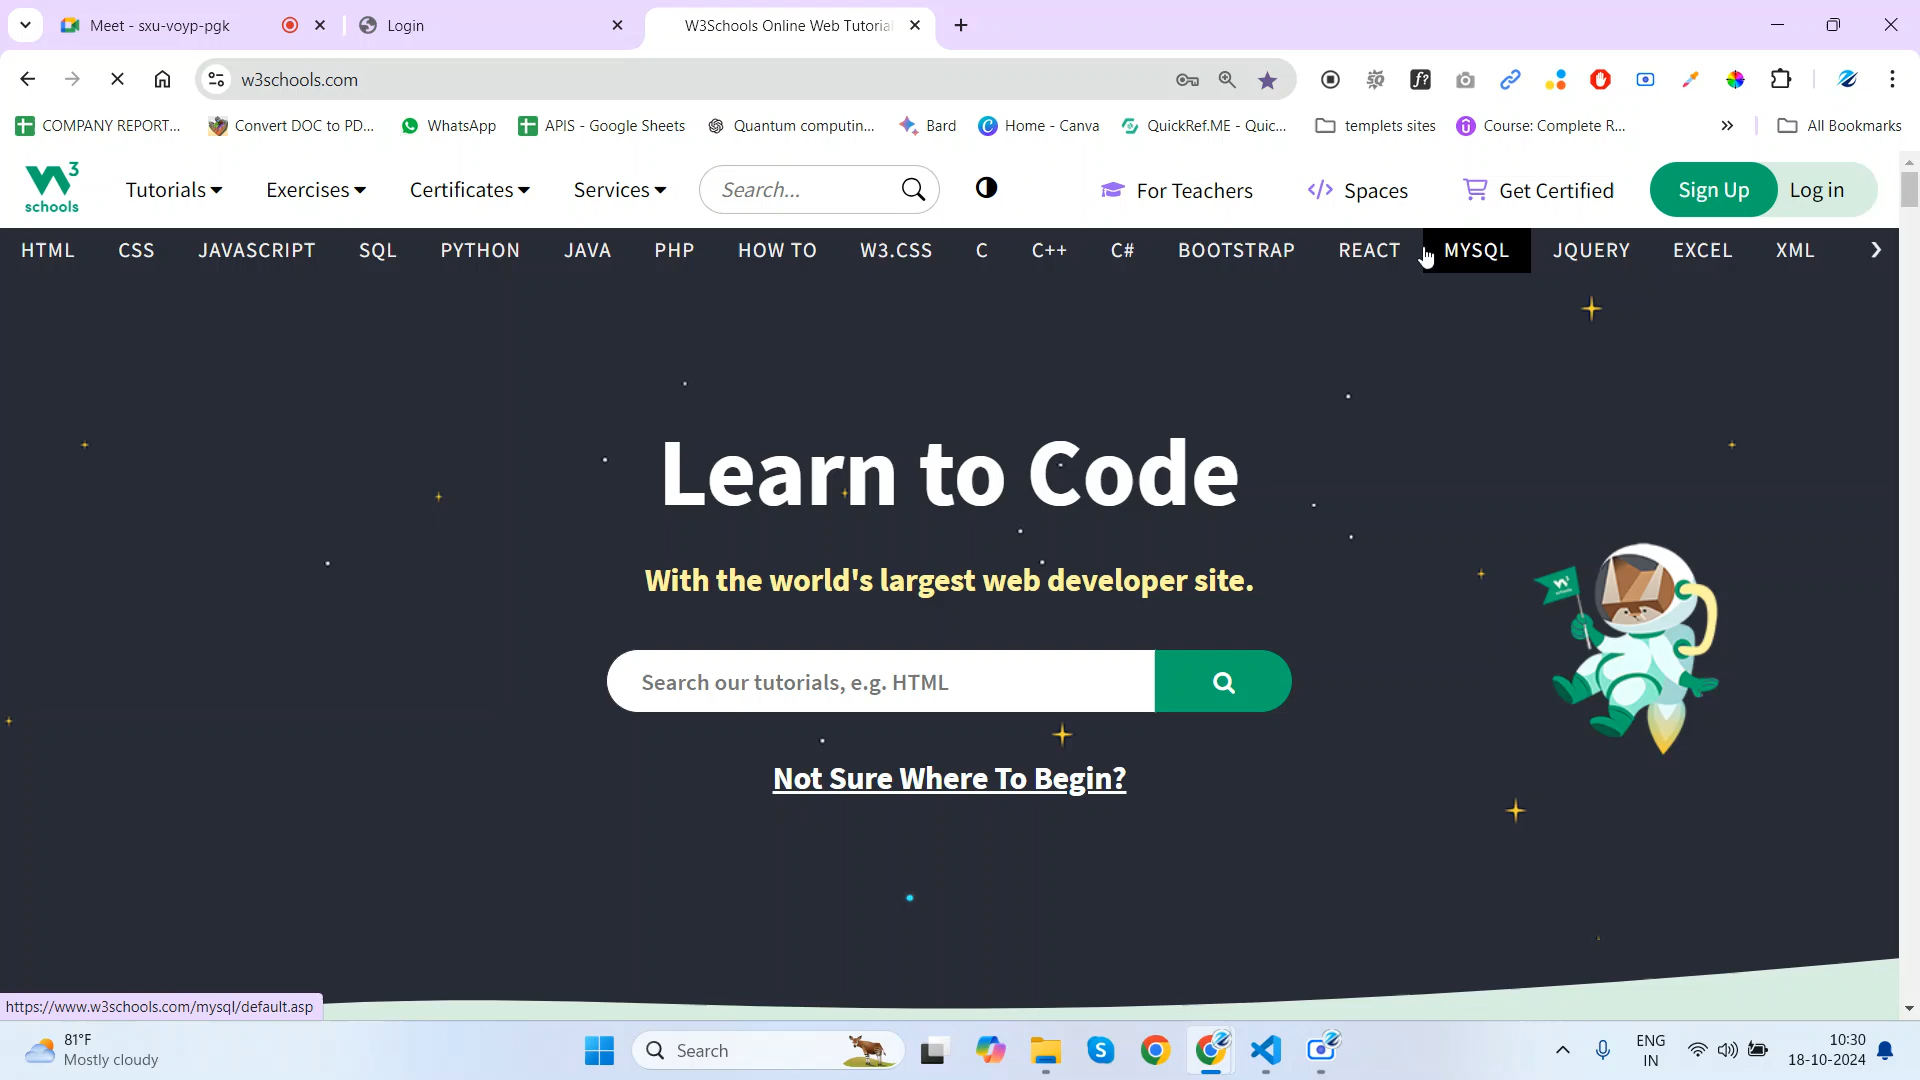 Meet - sxu-voyp-pgk
Login
W3Schools Online Web Tutorial
w3schools.com
COMPANY REPORT...
Convert DOC to PD...
WhatsApp
APIS - Google Sheets
Quantum computin...
Bard
Home - Canva
QuickRef.ME - Quic...
templets sites
Course: Complete R...
All Bookmarks
3
schools
Tutorials
Exercises
Certificates
Services
Search...
For Teachers
Spaces
Get Certified
Sign Up
Log in
HTML
CSS
JAVASCRIPT
SQL
PYTHON
JAVA
PHP
HOW TO
W3.CSS
C
C++
C#
BOOTSTRAP
REACT
MYSQL
JQUERY
EXCEL
XML
Learn to Code
With the world's largest web developer site.
Search our tutorials, e.g. HTML
Not Sure Where To Begin?
https://www.w3schools.com/mysql/default.asp
81°F
Mostly cloudy
Search
ENG
IN
10:30
18-10-2024